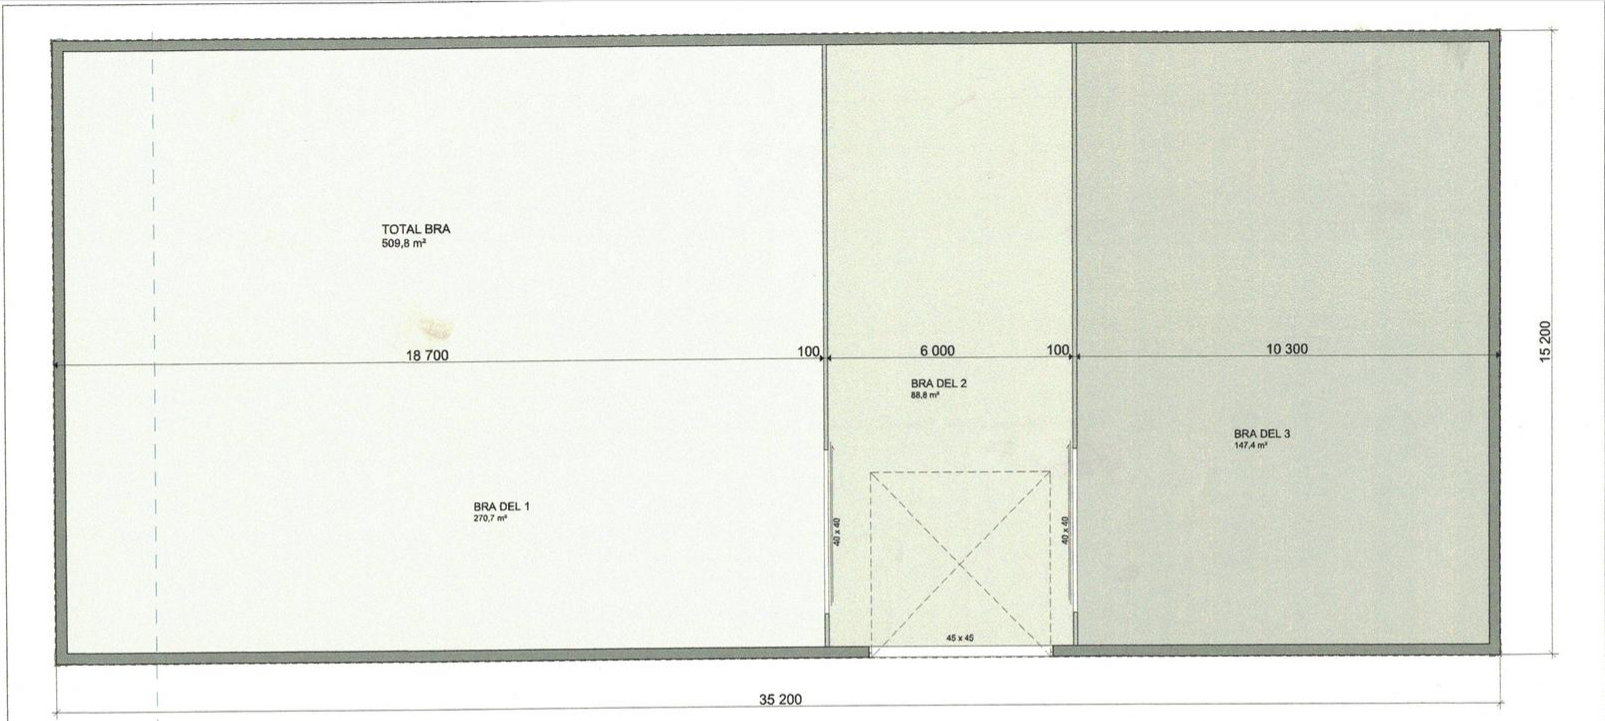 TOTAL BRA
509,8 m²
18 700
100
6 000
100
10 300
15 200
BRA DEL 2
88,8 m²
BRA DEL 3
147,4 m²
BRA DEL 1
270,7 m²
40 x 40
40 x 40
45 x 45
35 200